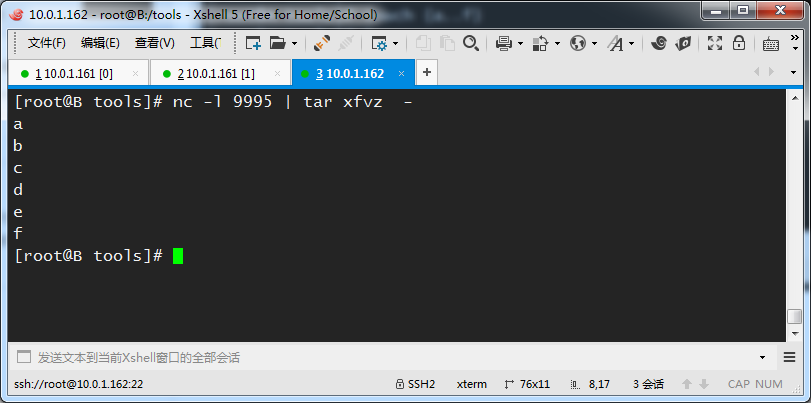 10.0.1.162 - root@B:/tools - Xshell 5 (Free for Home/School)
文件(F) 编辑(E) 查看(V) 工具(
1 10.0.1.161 [0] × 2 10.0.1.161 [1] × 3 10.0.1.162 × +
[root@B tools]# nc -l 9995 | tar xfvz  -
a
b
c
d
e
f
[root@B tools]#
发送文本到当前Xshell窗口的全部会话
ssh://root@10.0.1.162:22 SSH2 xterm 76x11 8,17 3 会话 CAP NUM